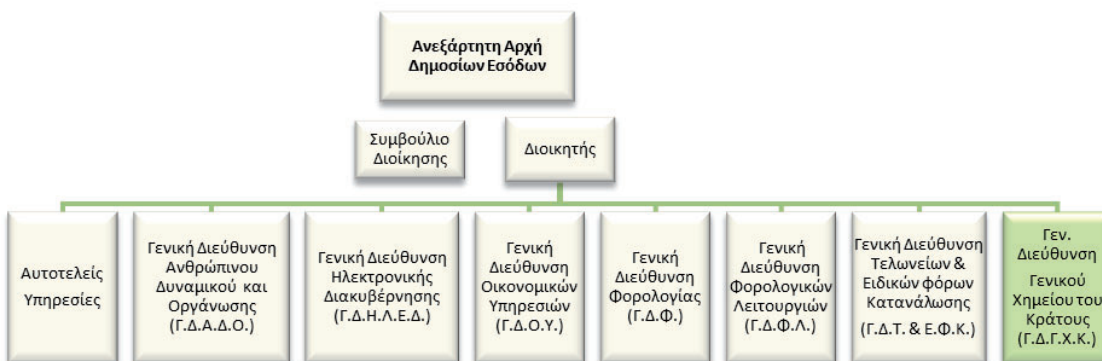 Ανεξάρτητη Αρχή
Δημοσίων Εσόδων
Συμβούλιο
Διοίκησης
Διοικητής
Αυτοτελείς
Υπηρεσίες
Γενική Διεύθυνση
Ανθρώπινου
Δυναμικού και
Οργάνωσης
(Γ.Δ.Α.Δ.Ο.)
Γενική Διεύθυνση
Ηλεκτρονικής
Διακυβέρνησης
(Γ.Δ.Η.Λ.Ε.Δ.)
Γενική
Διεύθυνση
Οικονομικών
Υπηρεσιών
(Γ.Δ.Ο.Υ.)
Γενική
Διεύθυνση
Φορολογίας
(Γ.Δ.Φ.)
Γενική
Διεύθυνση
Φορολογικών
Λειτουργιών
(Γ.Δ.Φ.Λ.)
Γενική Διεύθυνση
Τελωνείων &
Ειδικών φόρων
Κατανάλωσης
(Γ.Δ.Τ. & Ε.Φ.Κ.)
Γεν.
Διεύθυνση
Γενικού
Χημείου του
Κράτους
(Γ.Δ.Γ.Χ.Κ.)